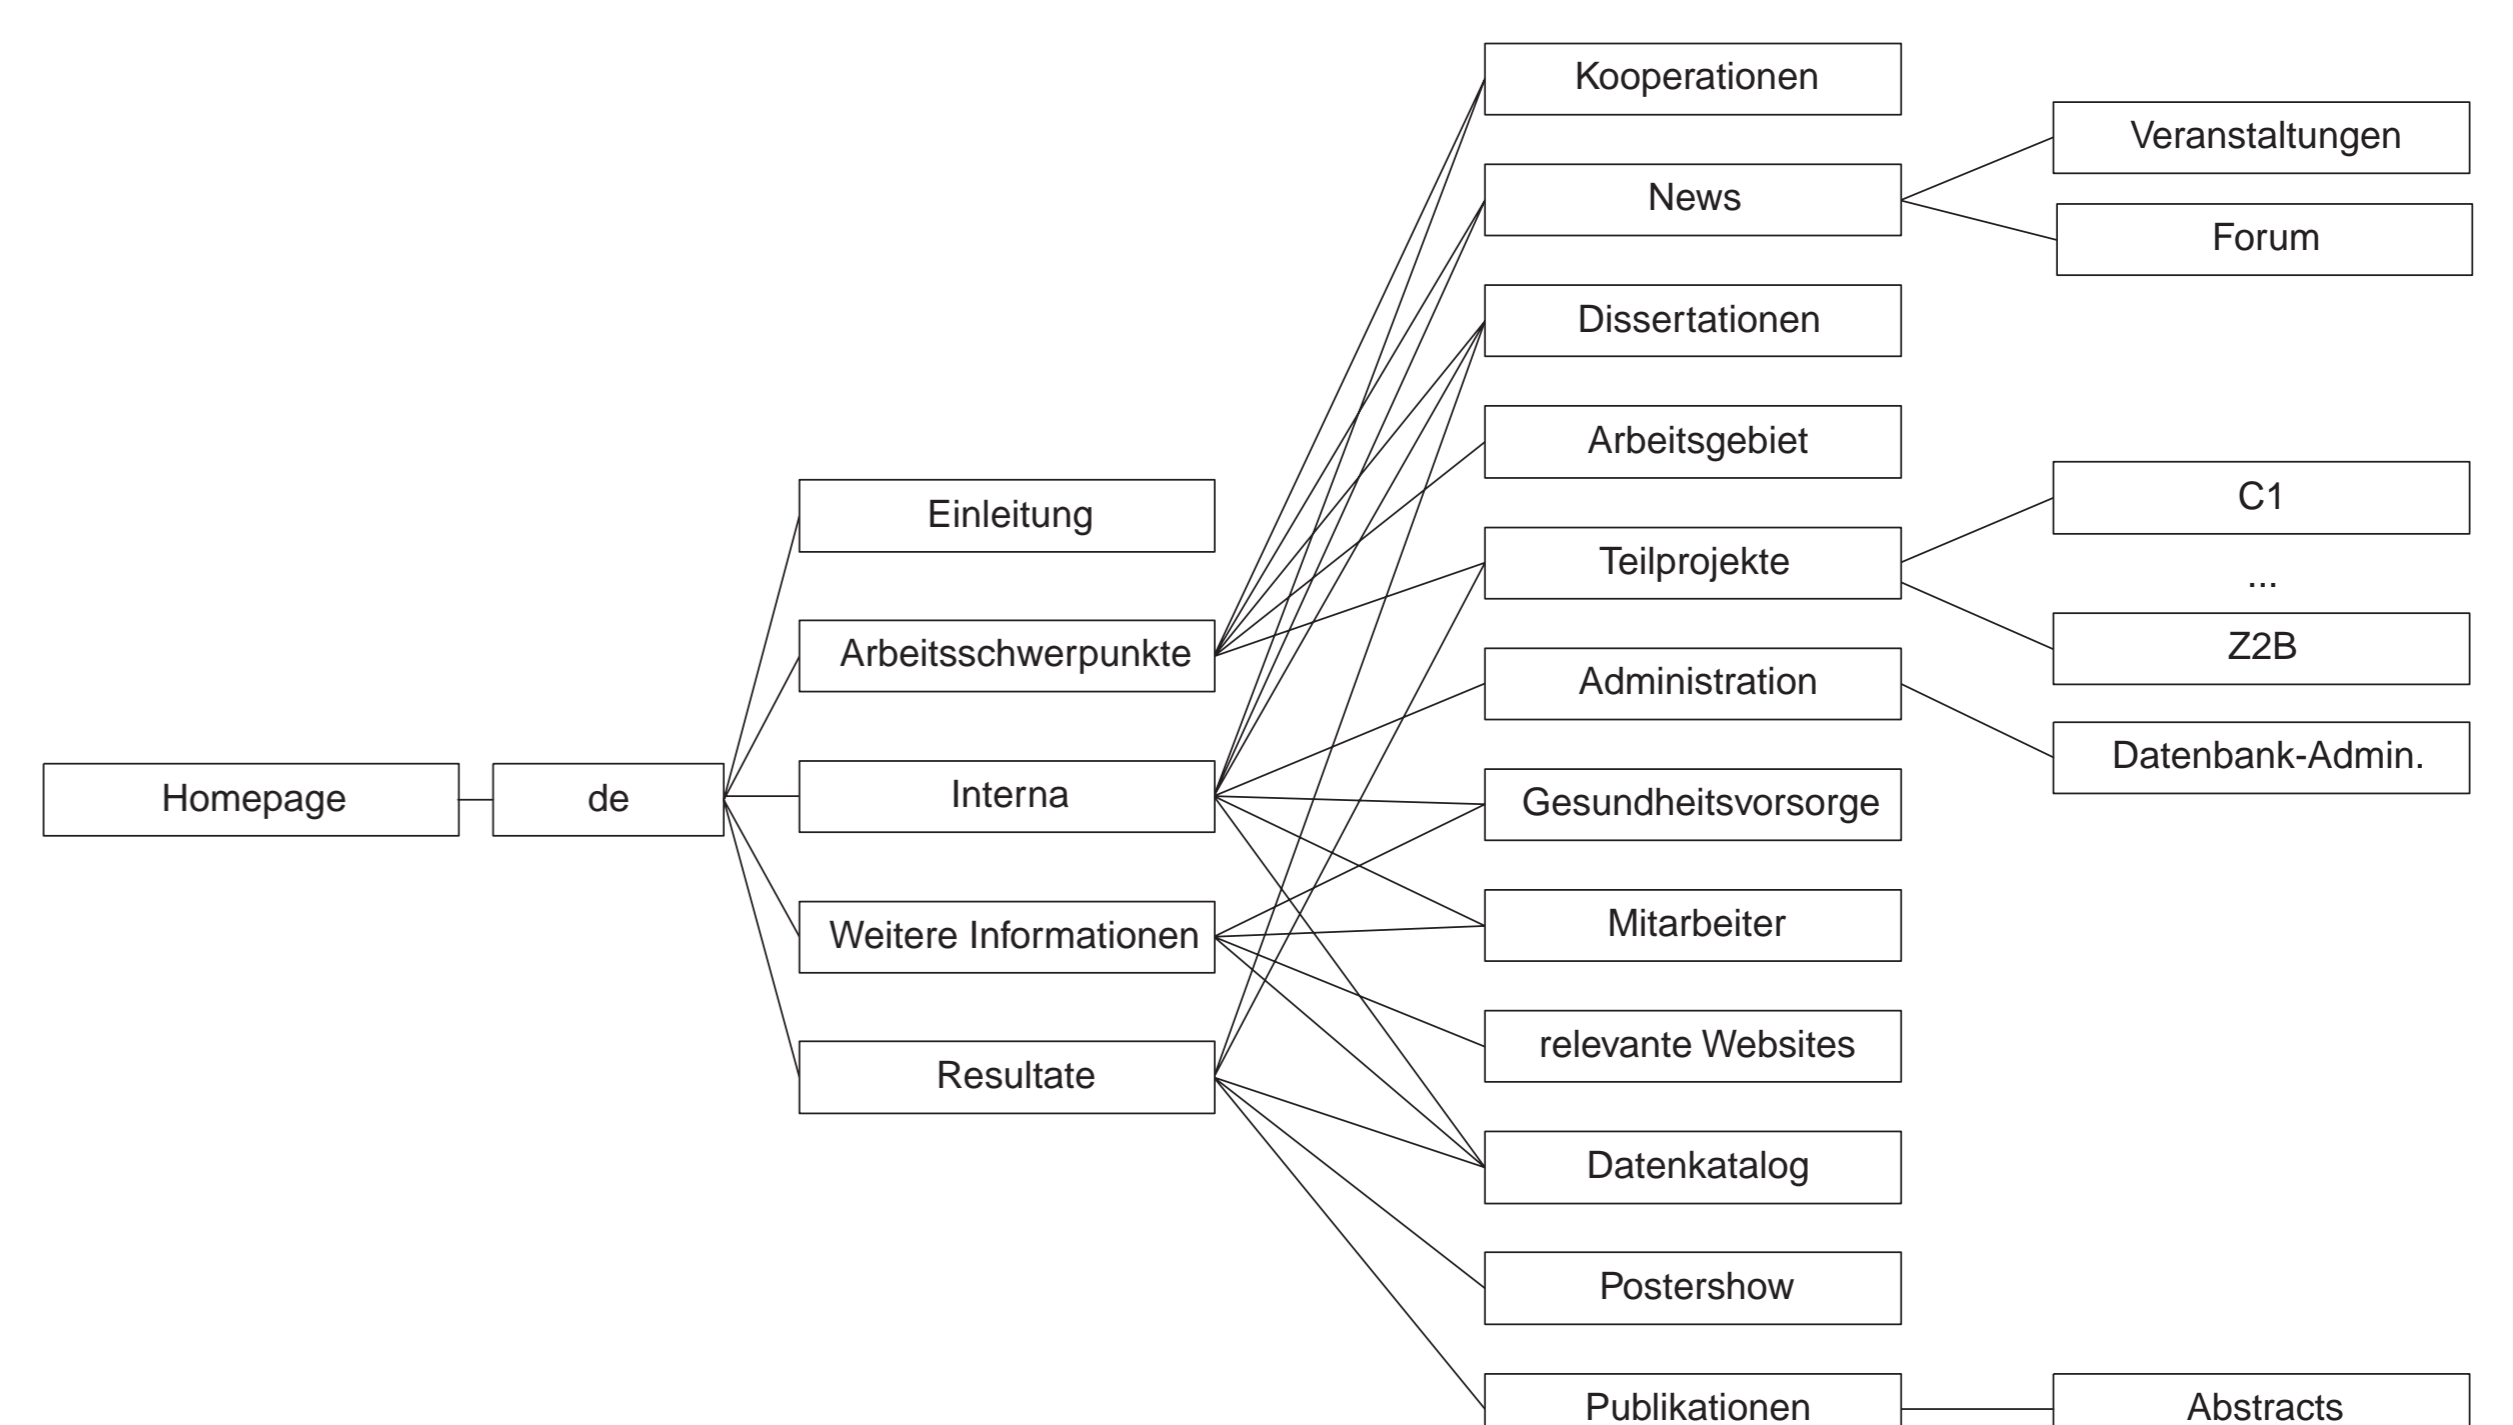 Homepage
de
Einleitung
Arbeitsschwerpunkte
Interna
Weitere Informationen
Resultate
Kooperationen
News
Dissertationen
Arbeitsgebiet
Teilprojekte
Administration
Gesundheitsvorsorge
Mitarbeiter
relevante Websites
Datenkatalog
Postershow
Publikationen
Veranstaltungen
Forum
C1
...
Z2B
Datenbank-Admin.
Abstracts